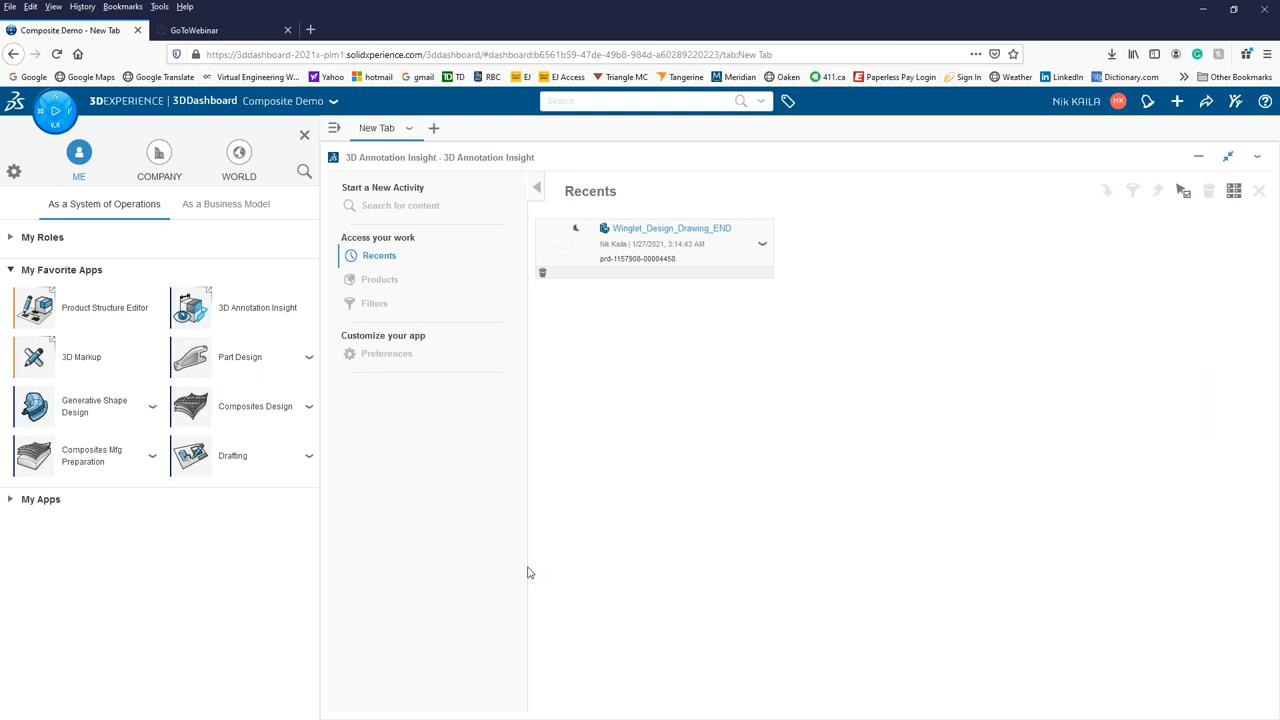 File Edit View History Bookmarks Tools Help
Composite Demo - New Tab
GoToWebinar
https://3ddashboard-2021x-plm1.solidxperience.com/3ddashboard/#dashboard:b6561b59-47de-49b8-984d-a60289220223/tab:New Tab
Google Google Maps Google Translate Virtual Engineering W... Yahoo hotmail gmail TD RBC EJ EJ Access Triangle MC Tangerine Meridian Oaken 411.ca Paperless Pay Login Sign In Weather LinkedIn Dictionary.com Other Bookmarks
3DEXPERIENCE | 3DDashboard Composite Demo
Search
Nik KAILA NK
3D
V.R
New Tab
ME
COMPANY
WORLD
As a System of Operations
As a Business Model
My Roles
My Favorite Apps
Product Structure Editor
3D Annotation Insight
3D Markup
Part Design
Generative Shape
Design
Composites Design
Composites Mfg
Preparation
Drafting
My Apps
3D Annotation Insight - 3D Annotation Insight
Start a New Activity
Search for content
Access your work
Recents
Products
Filters
Customize your app
Preferences
Recents
Winglet_Design_Drawing_END
Nik Kaila | 1/27/2021, 3:14:43 AM
prd-1157908-00004458